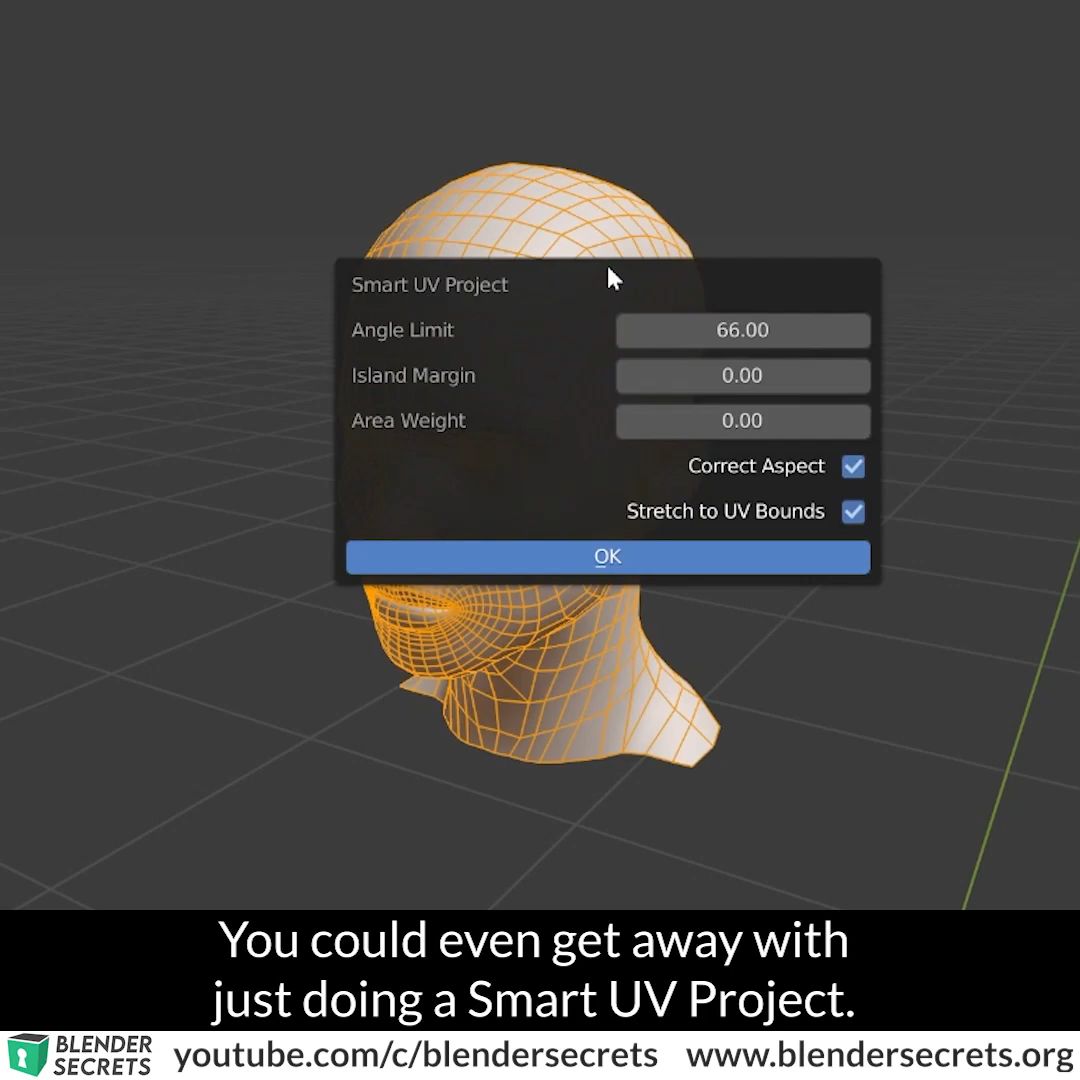 Smart UV Project
Angle Limit 66.00
Island Margin 0.00
Area Weight 0.00
Correct Aspect
Stretch to UV Bounds
OK
You could even get away with
just doing a Smart UV Project.
BLENDER
SECRETS
youtube.com/c/blendersecrets www.blendersecrets.org